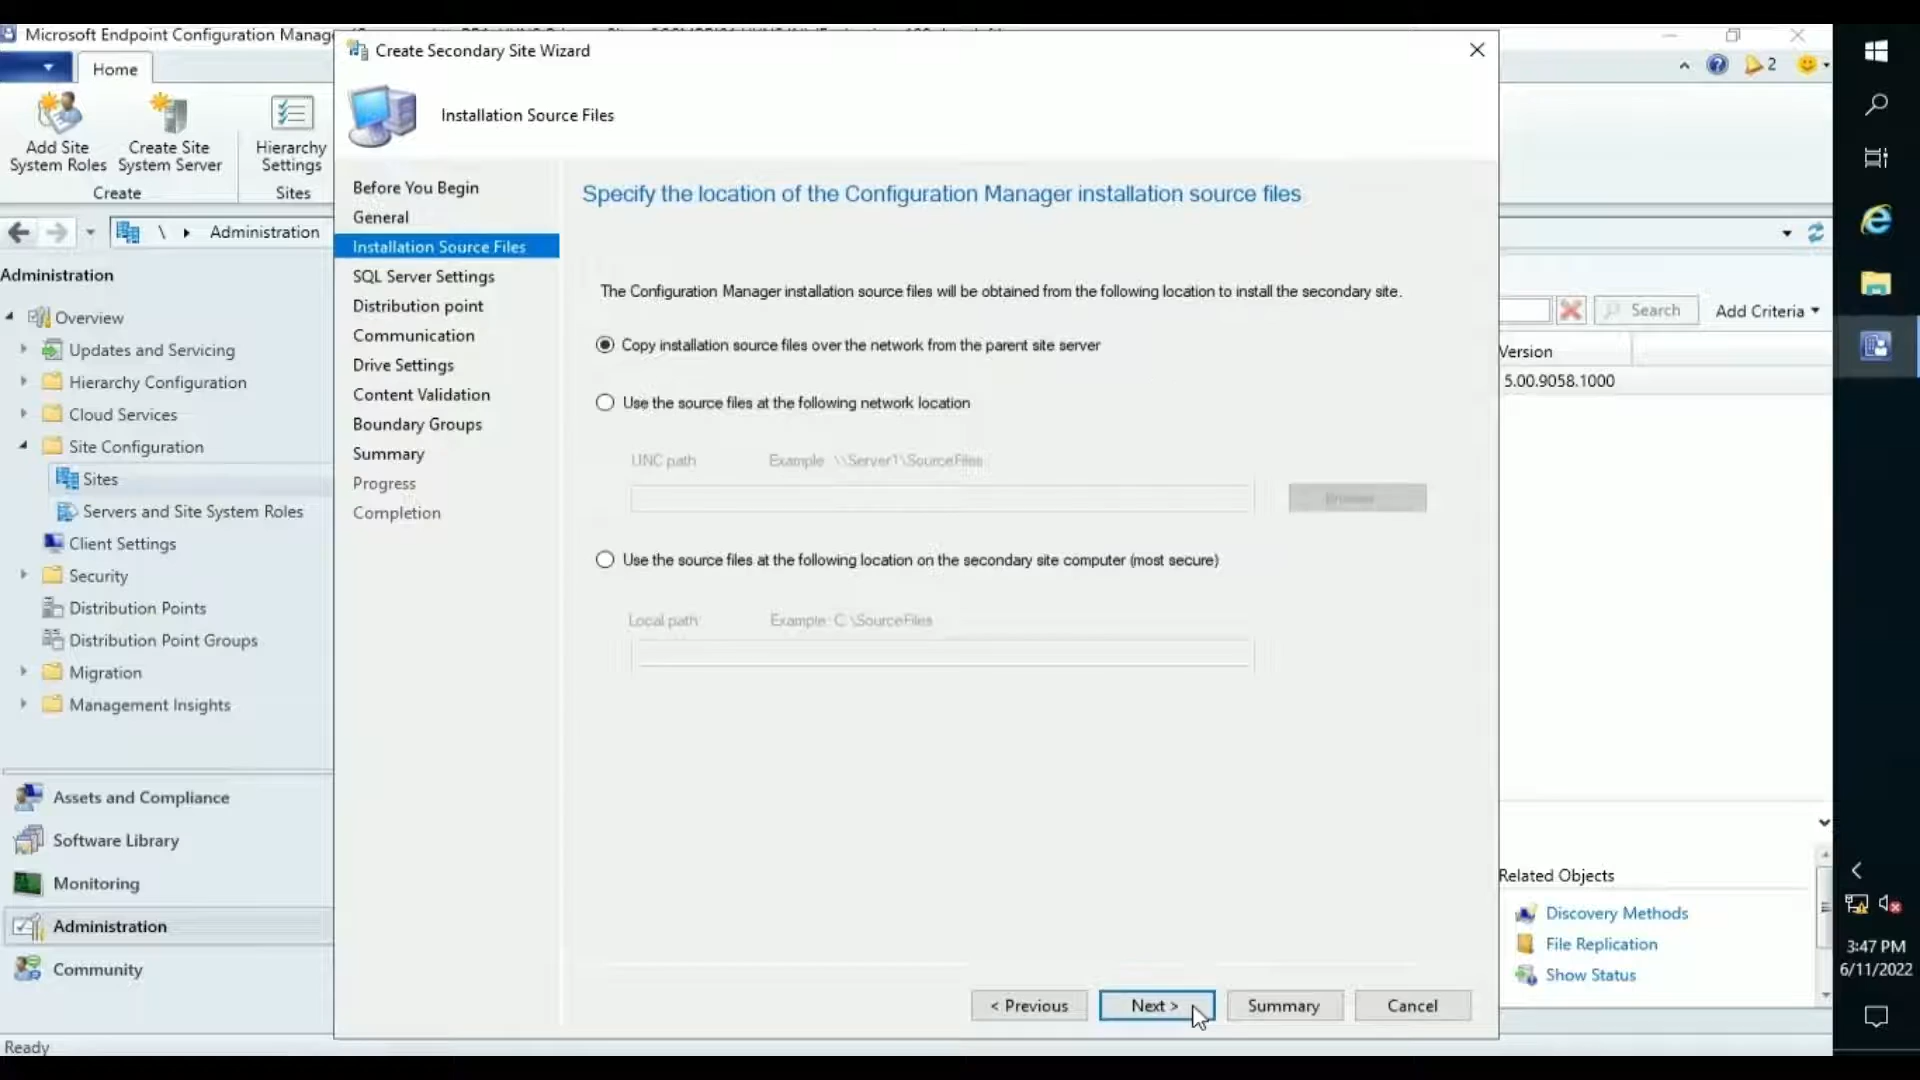 Microsoft Endpoint Configuration Manage
Create Secondary Site Wizard
Home
2
Installation Source Files
Add Site
System Roles
Create Site
System Server
Hierarchy
Settings
Create
Sites
\ Administration
Administration
Overview
Updates and Servicing
Hierarchy Configuration
Cloud Services
Site Configuration
Sites
Servers and Site System Roles
Client Settings
Security
Distribution Points
Distribution Point Groups
Migration
Management Insights
Assets and Compliance
Software Library
Monitoring
Administration
Community
Ready
Before You Begin
General
Installation Source Files
SQL Server Settings
Distribution point
Communication
Drive Settings
Content Validation
Boundary Groups
Summary
Progress
Completion
Specify the location of the Configuration Manager installation source files
The Configuration Manager installation source files will be obtained from the following location to install the secondary site.
Copy installation source files over the network from the parent site server
Use the source files at the following network location
UNC path Example: \\Server1\SourceFiles
Browse...
Use the source files at the following location on the secondary site computer (most secure)
Local path: Example: C:\SourceFiles
< Previous
Next >
Summary
Cancel
Search
Add Criteria
Version
5.00.9058.1000
Related Objects
Discovery Methods
File Replication
Show Status
3:47 PM
6/11/2022